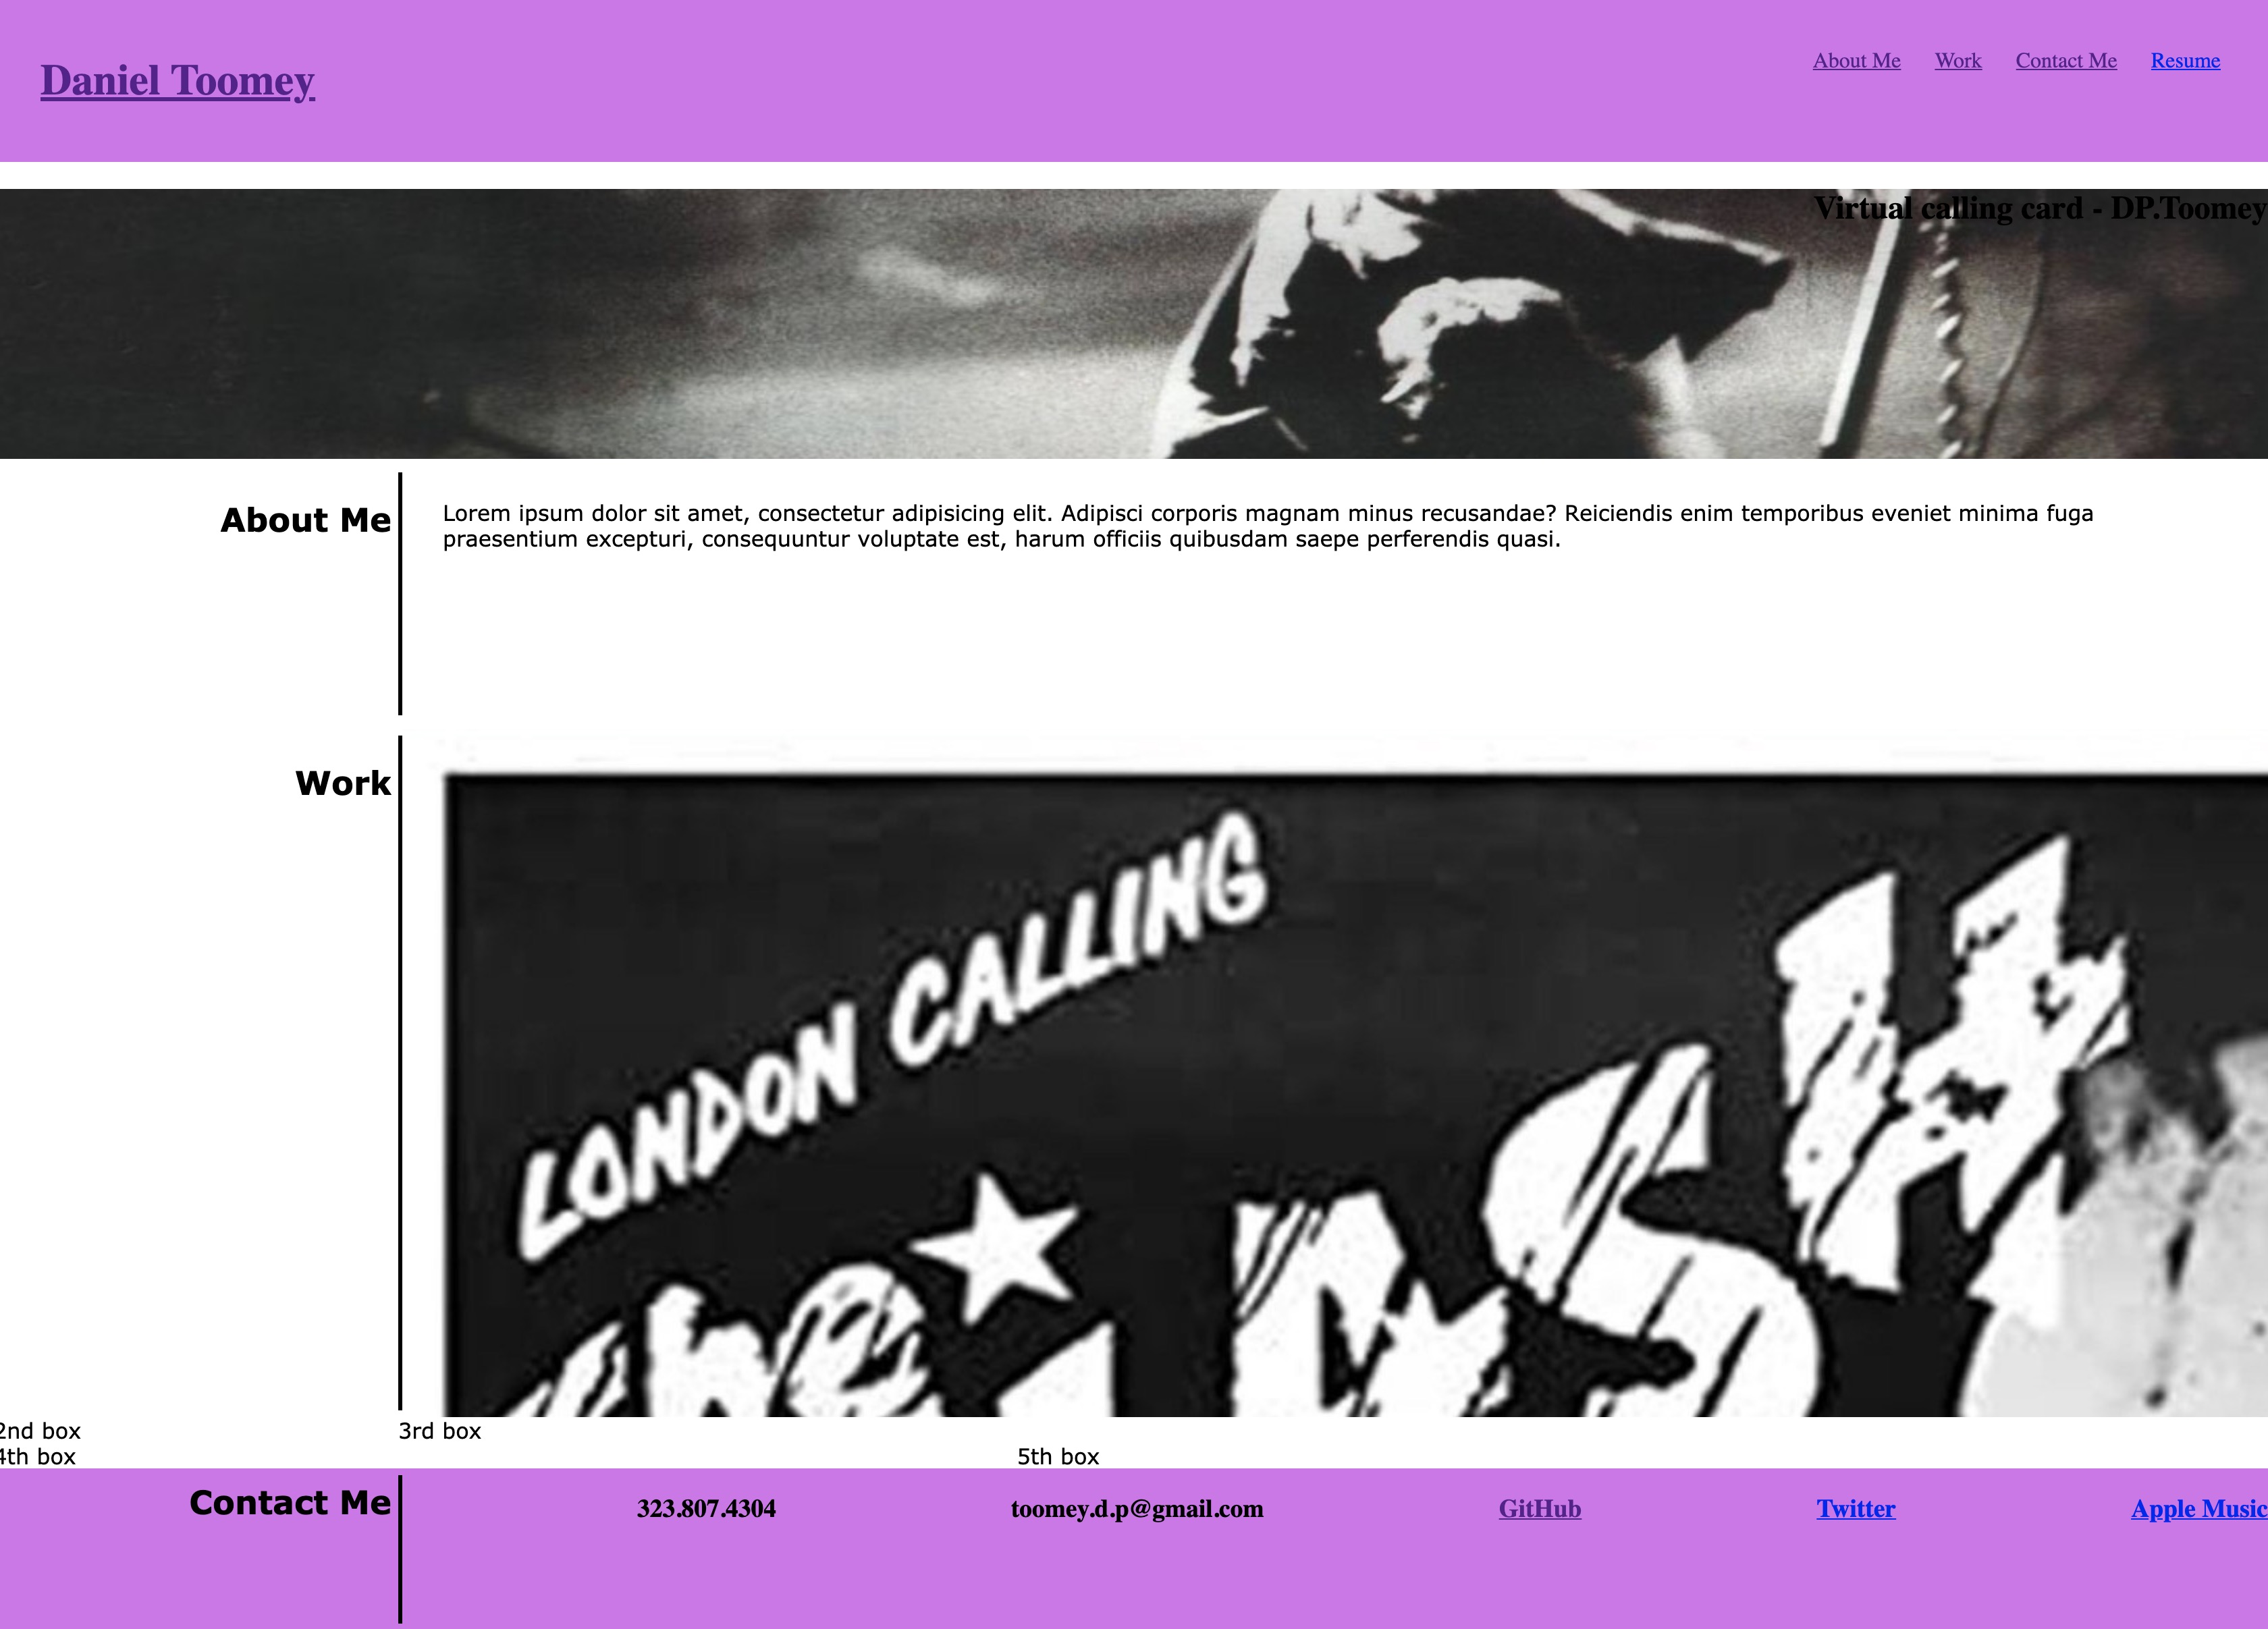 Daniel Toomey
About Me Work Contact Me Resume
Virtual calling card - DP.Toomey
About Me
Lorem ipsum dolor sit amet, consectetur adipisicing elit. Adipisci corporis magnam minus recusandae? Reiciendis enim temporibus eveniet minima fuga
praesentium excepturi, consequuntur voluptate est, harum officiis quibusdam saepe perferendis quasi.
Work
LONDON CALLING
The
2nd box 3rd box
4th box 5th box
Contact Me 323.807.4304 toomey.d.p@gmail.com GitHub Twitter Apple Music